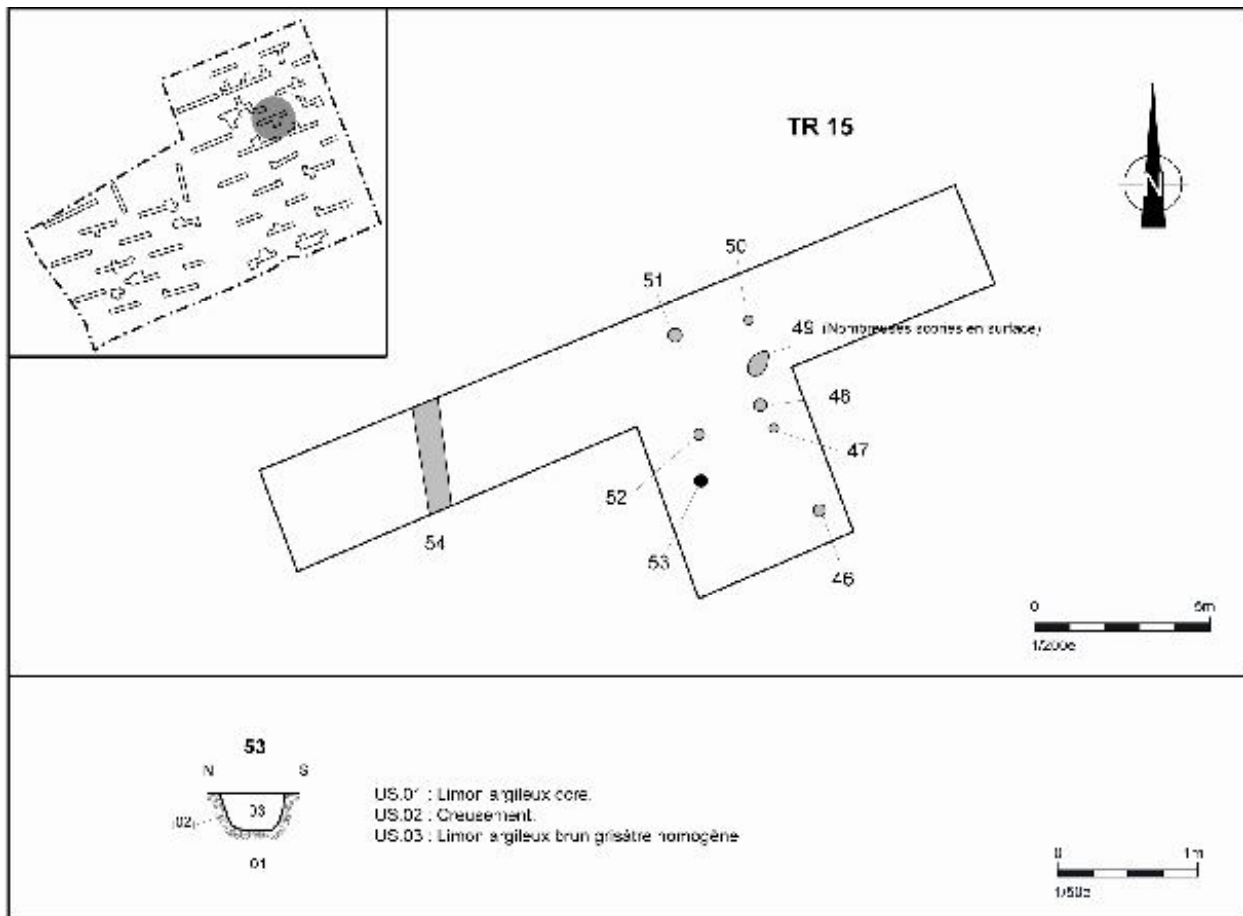 TR 15
N
50
51
49 (Nombreuses scories en surface)
48
47
52
53
54
46
0 5m
1/200e
53
N S
03
[02]
01
US.01 : Limon argileux ocre.
US.02 : Creusement.
US.03 : Limon argileux brun grisâtre homogène
0 1m
1/50e